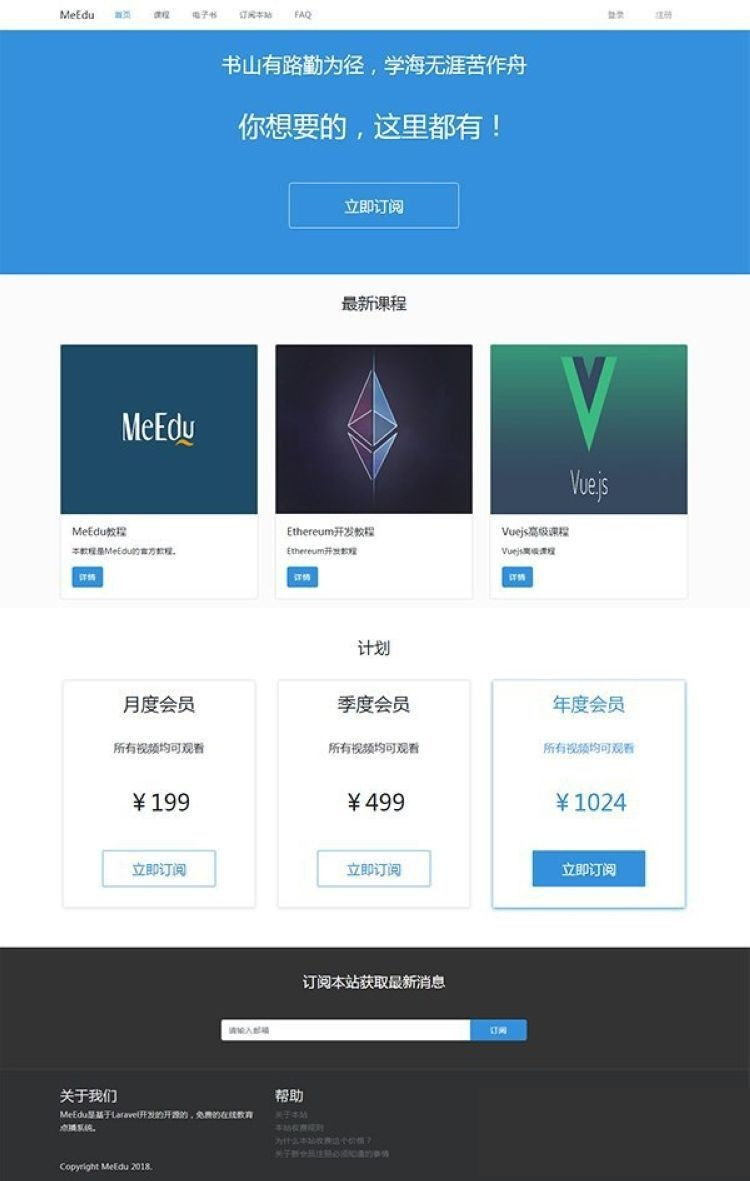 MeEdu 首页 课程 电子书 订阅本站 FAQ 登录 注册
书山有路勤为径，学海无涯苦作舟
你想要的，这里都有！
立即订阅
最新课程
MeEdu
Vue.js
MeEdu教程 Ethereum开发教程 Vuejs高级课程
本教程是MeEdu的官方教程。 Ethereum开发教程 Vuejs高级课程
详情 详情 详情
计划
月度会员 季度会员 年度会员
所有视频均可观看 所有视频均可观看 所有视频均可观看
￥199 ￥499 ￥1024
立即订阅 立即订阅 立即订阅
订阅本站获取最新消息
请输入邮箱 订阅
关于我们 帮助
MeEdu是基于Laravel开发的开源的，免费的在线教育
点播系统。
关于本站
本站收费规则
为什么本站收费这个价格？
关于新会员注册必须知道的事情
Copyright MeEdu 2018.